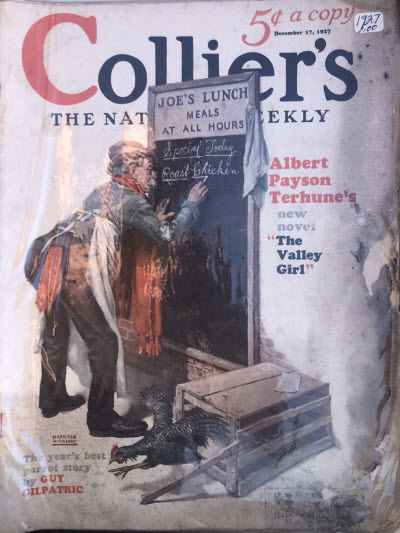 5¢ a copy
1927
5.00
December 17, 1927
Collier's
THE NAT WEEKLY
JOE'S LUNCH
MEALS
AT ALL HOURS
Special Today
Roast Chicken
Albert
Payson
Terhune's
new
novel
"The
Valley
Girl"
The year's best
parrot story
by GUY
GILPATRIC